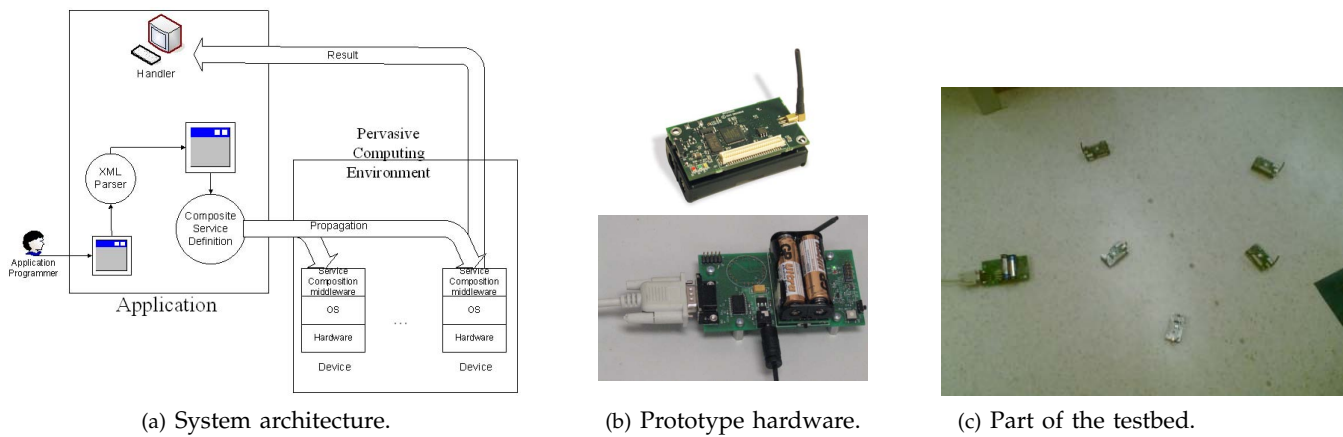 Result
Handler
Pervasive
Computing
Environment
XML
Parser
Composite
Service
Definition
Propagation
Application
Programmer
Application
Service
Composition
middleware
OS
Hardware
Device
...
Service
Composition
middleware
OS
Hardware
Device
(a) System architecture.
(b) Prototype hardware.
(c) Part of the testbed.